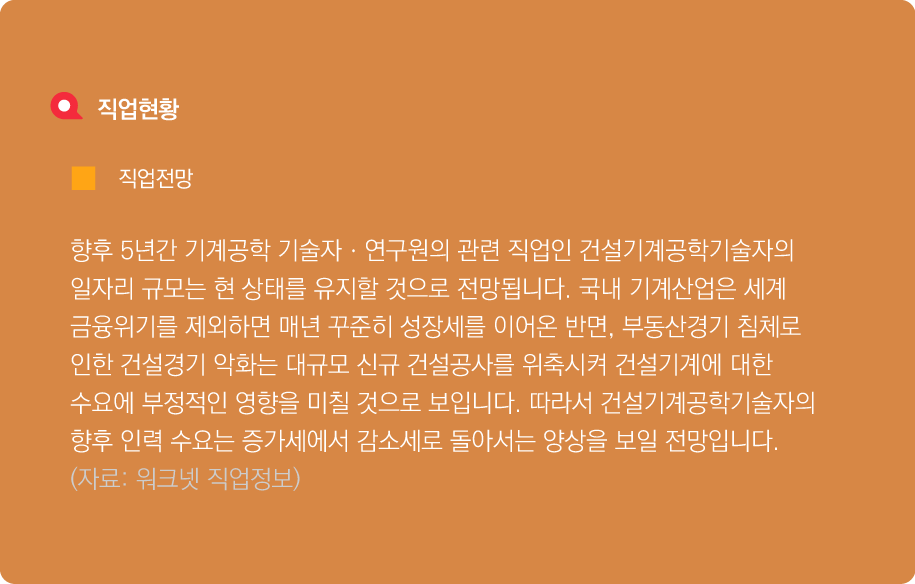 직업현황
직업전망
향후 5년간 기계공학 기술자 · 연구원의 관련 직업인 건설기계공학기술자의
일자리 규모는 현 상태를 유지할 것으로 전망됩니다. 국내 기계산업은 세계
금융위기를 제외하면 매년 꾸준히 성장세를 이어온 반면, 부동산경기 침체로
인한 건설경기 악화는 대규모 신규 건설공사를 위축시켜 건설기계에 대한
수요에 부정적인 영향을 미칠 것으로 보입니다. 따라서 건설기계공학기술자의
향후 인력 수요는 증가세에서 감소세로 돌아서는 양상을 보일 전망입니다.
(자료: 워크넷 직업정보)